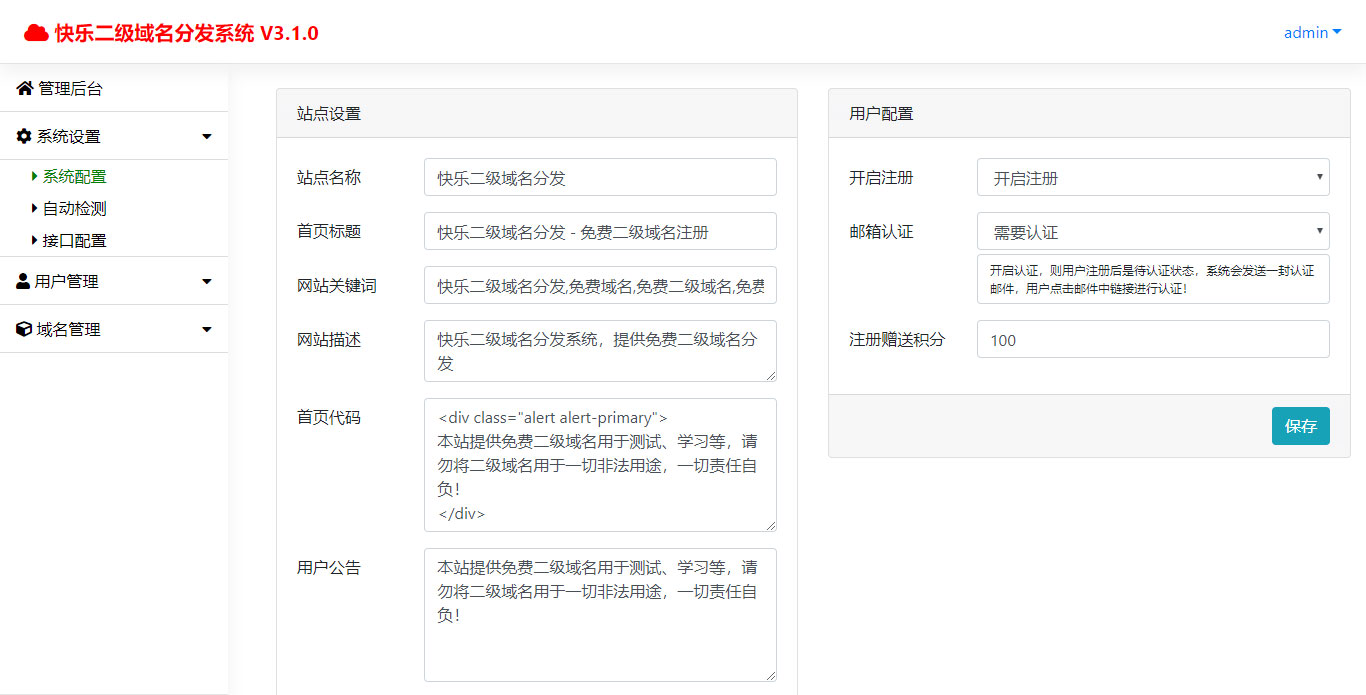 快乐二级域名分发系统 V3.1.0
admin
管理后台
系统设置
系统配置
自动检测
接口配置
用户管理
域名管理
站点设置
站点名称
快乐二级域名分发
首页标题
快乐二级域名分发 - 免费二级域名注册
网站关键词
快乐二级域名分发,免费域名,免费二级域名,免费
网站描述
快乐二级域名分发系统，提供免费二级域名分
发
首页代码
<div class="alert alert-primary">
本站提供免费二级域名用于测试、学习等，请
勿将二级域名用于一切非法用途，一切责任自
负！
</div>
用户公告
本站提供免费二级域名用于测试、学习等，请
勿将二级域名用于一切非法用途，一切责任自
负！
用户配置
开启注册
开启注册
邮箱认证
需要认证
开启认证，则用户注册后是待认证状态，系统会发送一封认证
邮件，用户点击邮件中链接进行认证！
注册赠送积分
100
保存